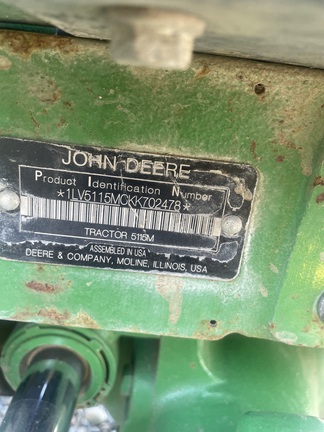 JOHN DEERE
Product Identification Number
*1LV5115MCKK702478*
TRACTOR 5115M
ASSEMBLED IN USA
DEERE & COMPANY, MOLINE, ILLINOIS, USA